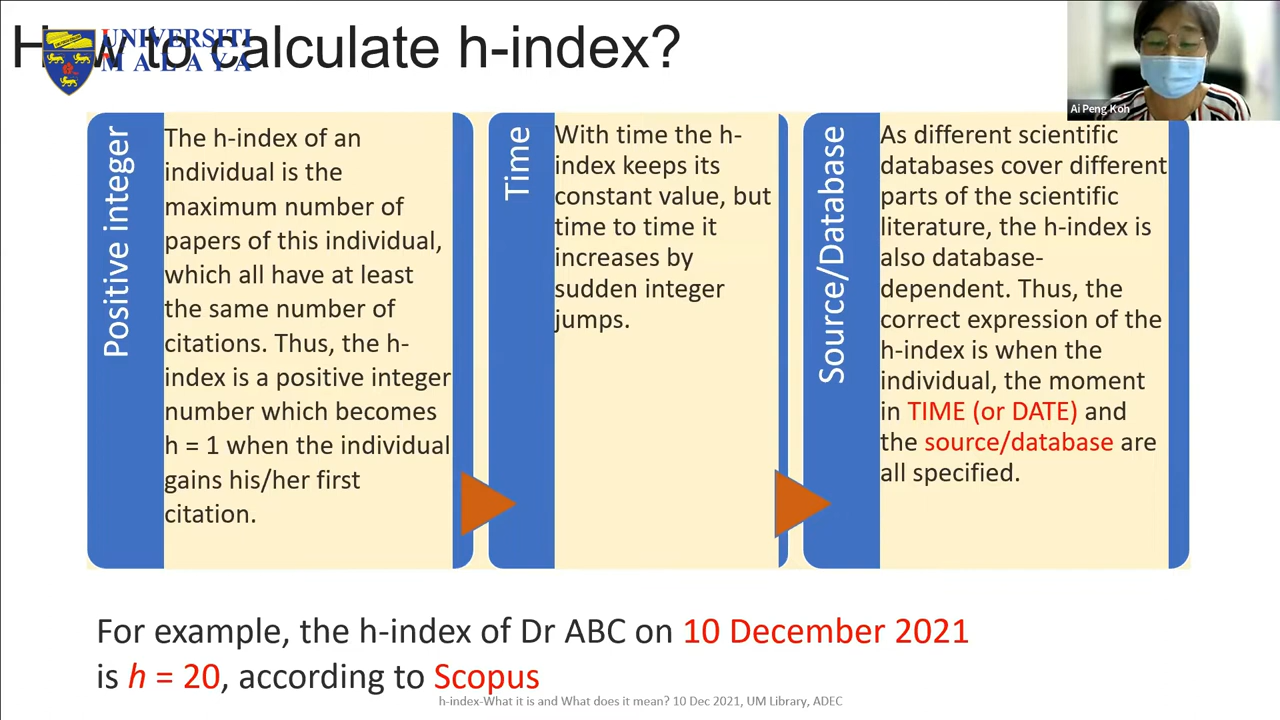 How to calculate h-index?
UNIVERSITI
MALAYA
Ai Peng Koh
Positive integer
The h-index of an
individual is the
maximum number of
papers of this individual,
which all have at least
the same number of
citations. Thus, the h-
index is a positive integer
number which becomes
h = 1 when the individual
gains his/her first
citation.
Time
With time the h-
index keeps its
constant value, but
time to time it
increases by
sudden integer
jumps.
Source/Database
As different scientific
databases cover different
parts of the scientific
literature, the h-index is
also database-
dependent. Thus, the
correct expression of the
h-index is when the
individual, the moment
in TIME (or DATE) and
the source/database are
all specified.
For example, the h-index of Dr ABC on 10 December 2021
is h = 20, according to Scopus
h-index-What it is and What does it mean? 10 Dec 2021, UM Library, ADEC